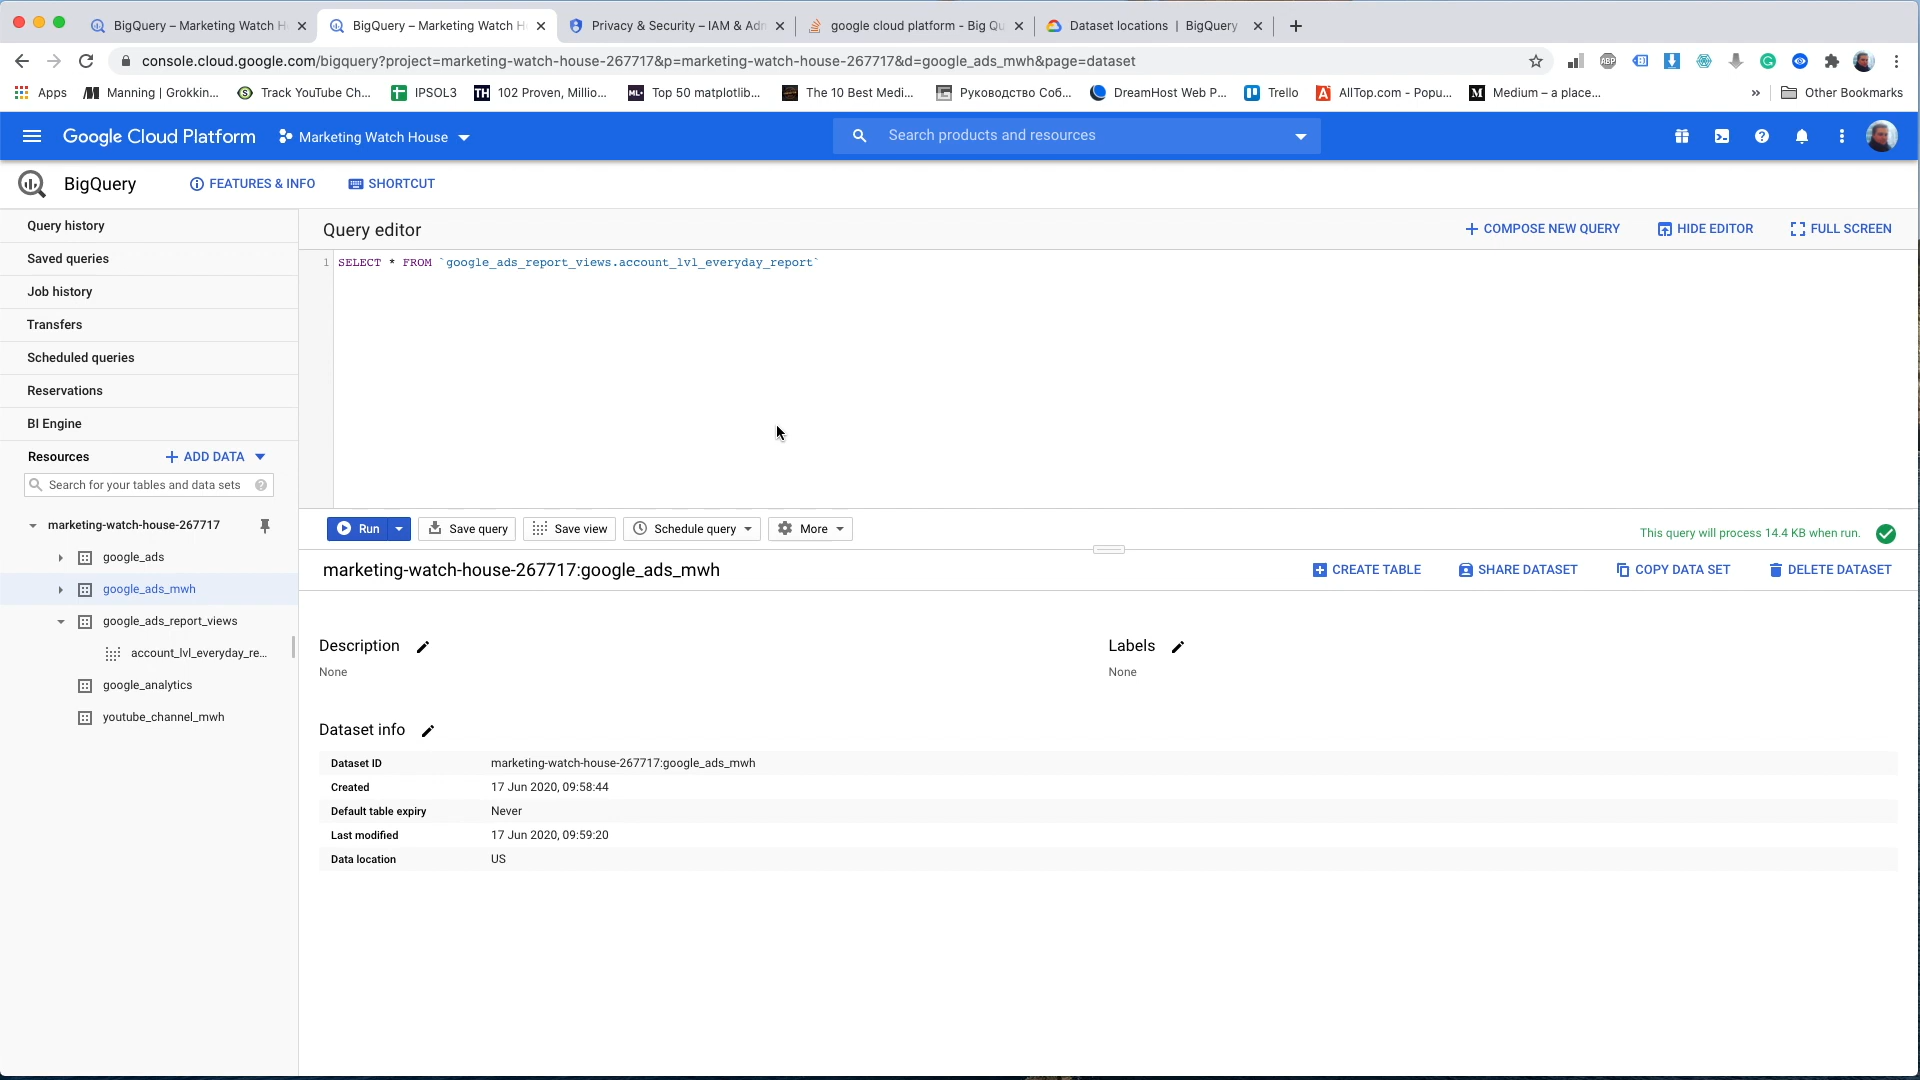 BigQuery – Marketing Watch H
BigQuery – Marketing Watch H
Privacy & Security – IAM & Adm
google cloud platform - Big Qu
Dataset locations | BigQuery
console.cloud.google.com/bigquery?project=marketing-watch-house-267717&p=marketing-watch-house-267717&d=google_ads_mwh&page=dataset
ABP
Apps
Manning | Grokkin...
Track YouTube Ch...
IPSOL3
TH
102 Proven, Millio...
ML+
Top 50 matplotlib...
The 10 Best Medi...
Руководство Соб...
DreamHost Web P...
Trello
AllTop.com - Popu...
Medium – a place...
»
Other Bookmarks
Google Cloud Platform
Marketing Watch House
Search products and resources
BigQuery
FEATURES & INFO
SHORTCUT
Query history
Saved queries
Job history
Transfers
Scheduled queries
Reservations
BI Engine
Resources
+ ADD DATA
Search for your tables and data sets
marketing-watch-house-267717
google_ads
google_ads_mwh
google_ads_report_views
account_lvl_everyday_re...
google_analytics
youtube_channel_mwh
Query editor
+ COMPOSE NEW QUERY
HIDE EDITOR
FULL SCREEN
1 SELECT * FROM `google_ads_report_views.account_lvl_everyday_report`
Run
Save query
Save view
Schedule query
More
This query will process 14.4 KB when run.
marketing-watch-house-267717:google_ads_mwh
CREATE TABLE
SHARE DATASET
COPY DATA SET
DELETE DATASET
Description
None
Labels
None
Dataset info
Dataset ID marketing-watch-house-267717:google_ads_mwh
Created 17 Jun 2020, 09:58:44
Default table expiry Never
Last modified 17 Jun 2020, 09:59:20
Data location US